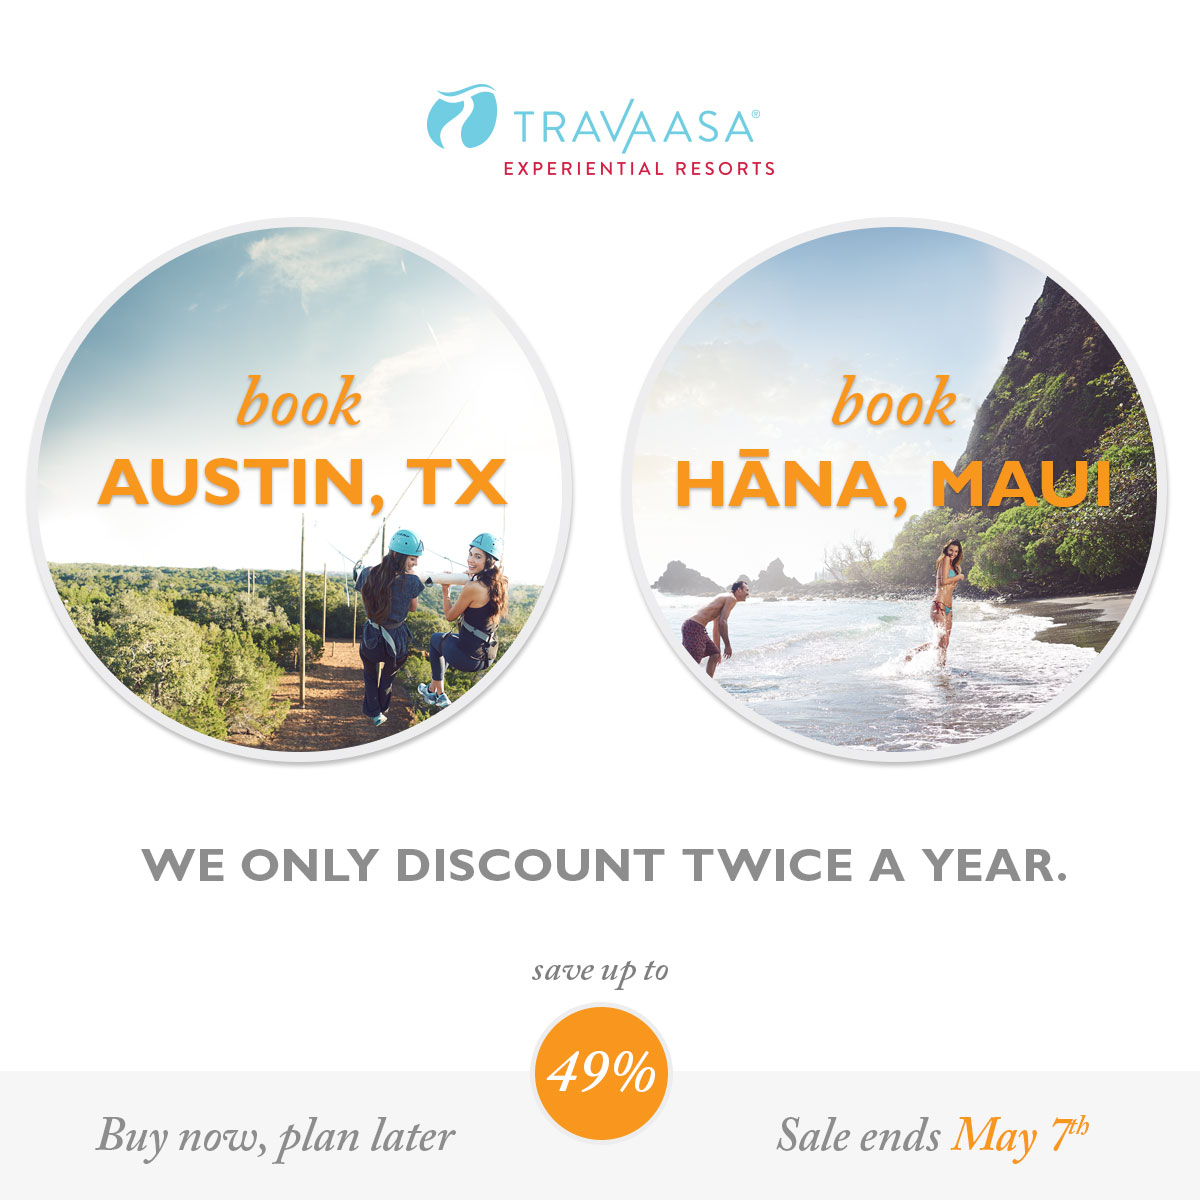 TRAVAASA®
EXPERIENTIAL RESORTS
book
AUSTIN, TX
book
HĀNA, MAUI
WE ONLY DISCOUNT TWICE A YEAR.
save up to
49%
Buy now, plan later
Sale ends May 7th